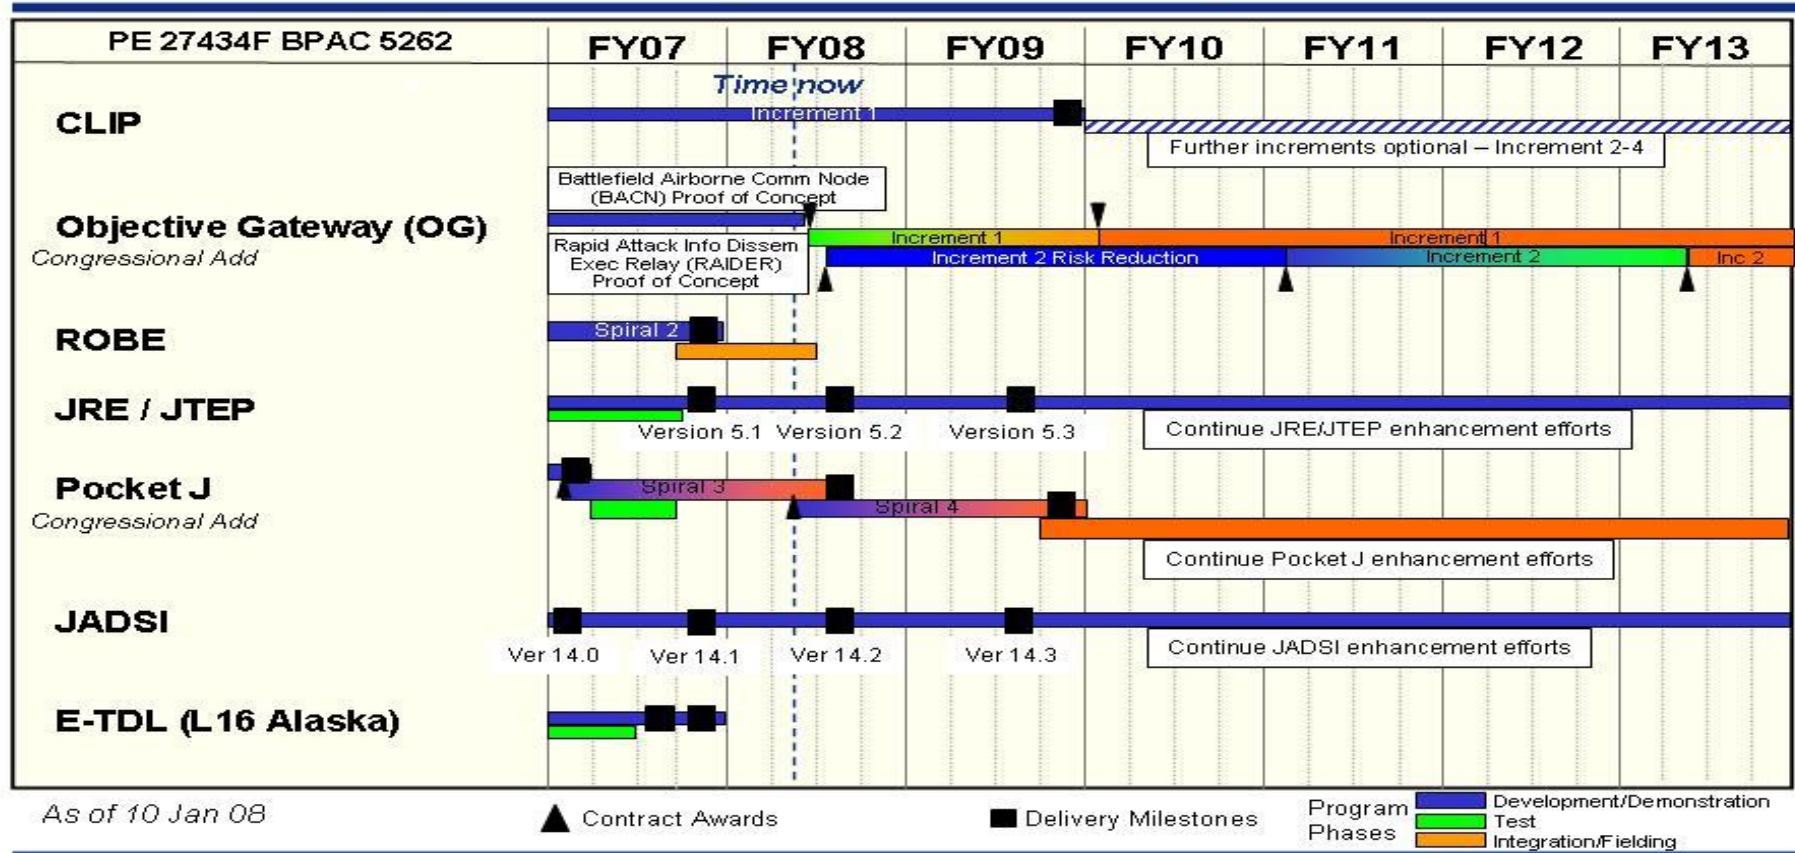 PE 27434F BPAC 5262
FY07 FY08 FY09 FY10 FY11 FY12 FY13
Time now
CLIP
Increment 1
Further increments optional – Increment 2-4
Battlefield Airborne Comm Node
(BACN) Proof of Concept
Objective Gateway (OG)
Congressional Add
Rapid Attack Info Dissem
Exec Relay (RAIDER)
Proof of Concept
Increment 1
Increment 1
Increment 2 Risk Reduction
Increment 2
Inc 2
ROBE
Spiral 2
JRE / JTEP
Version 5.1 Version 5.2 Version 5.3
Continue JRE/JTEP enhancement efforts
Pocket J
Congressional Add
Spiral 3
Spiral 4
Continue Pocket J enhancement efforts
JADSI
Ver 14.0 Ver 14.1 Ver 14.2 Ver 14.3
Continue JADSI enhancement efforts
E-TDL (L16 Alaska)
As of 10 Jan 08
Contract Awards
Delivery Milestones
Program
Phases
Development/Demonstration
Test
Integration/Fielding